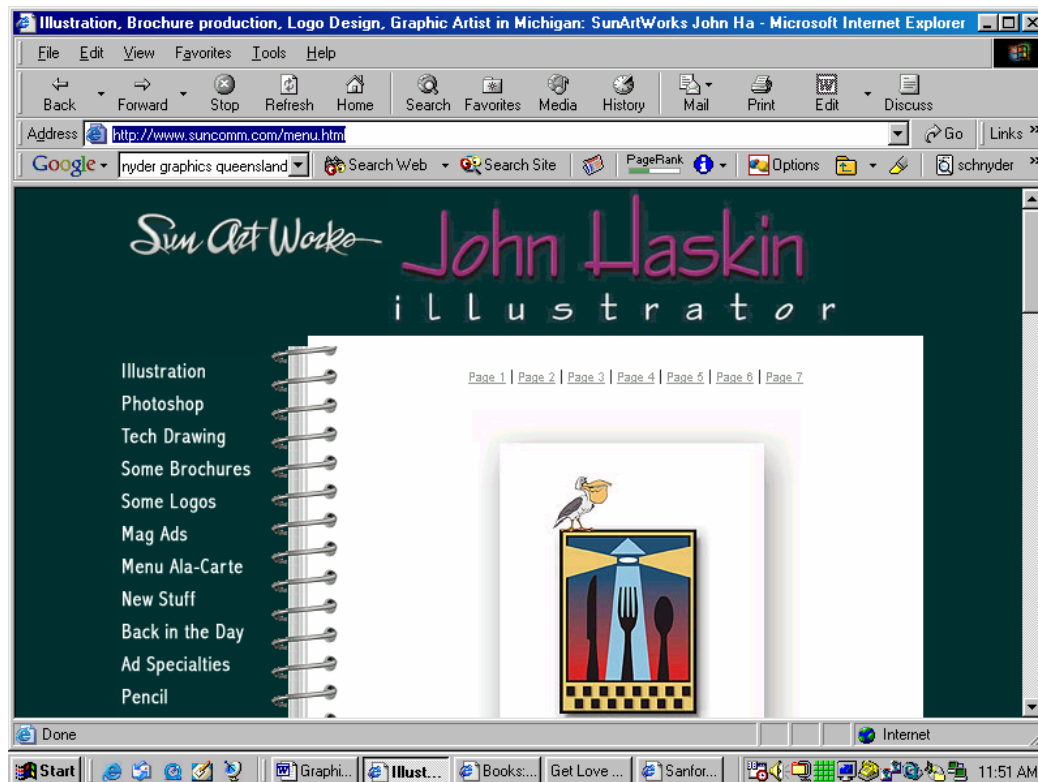 Illustration, Brochure production, Logo Design, Graphic Artist in Michigan: SunArtWorks John Ha - Microsoft Internet Explorer
File Edit View Favorites Tools Help
Back Forward Stop Refresh Home Search Favorites Media History Mail Print Edit Discuss
Address http://www.suncomm.com/menu.htm Go Links »
Google nyder graphics queensland Search Web Search Site PageRank Options schnyder »
Sun Art Works John Haskin
illustrator
Page 1 | Page 2 | Page 3 | Page 4 | Page 5 | Page 6 | Page 7
Illustration
Photoshop
Tech Drawing
Some Brochures
Some Logos
Mag Ads
Menu Ala-Carte
New Stuff
Back in the Day
Ad Specialties
Pencil
Done Internet
Start Graphi... Illust... Books:... Get Love ... Sanfor... 11:51 AM